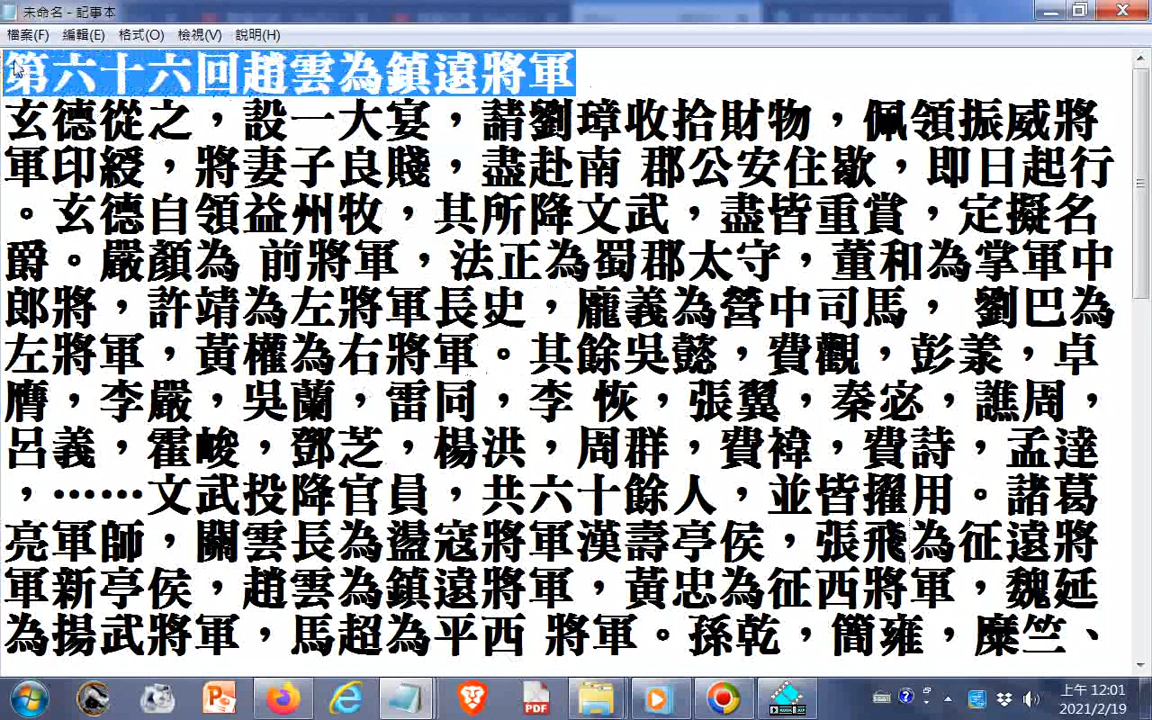 未命名 - 記事本
檔案(F) 編輯(E) 格式(O) 檢視(V) 說明(H)
第六十六回趙雲為鎮遠將軍
玄德從之，設一大宴，請劉璋收拾財物，佩領振威將
軍印綬，將妻子良賤，盡赴南 郡公安住歇，即日起行
。玄德自領益州牧，其所降文武，盡皆重賞，定擬名
爵。嚴顏為 前將軍，法正為蜀郡太守，董和為掌軍中
郎將，許靖為左將軍長史，龐義為營中司馬， 劉巴為
左將軍，黃權為右將軍。其餘吳懿，費觀，彭羕，卓
膺，李嚴，吳蘭，雷同，李 恢，張翼，秦宓，譙周，
呂義，霍峻，鄧芝，楊洪，周群，費褘，費詩，孟達
，……文武投降官員，共六十餘人，並皆擢用。諸葛
亮軍師，關雲長為盪寇將軍漢壽亭侯，張飛為征遠將
軍新亭侯，趙雲為鎮遠將軍，黃忠為征西將軍，魏延
為揚武將軍，馬超為平西 將軍。孫乾，簡雍，糜竺、
PDF
上午 12:01
2021/2/19